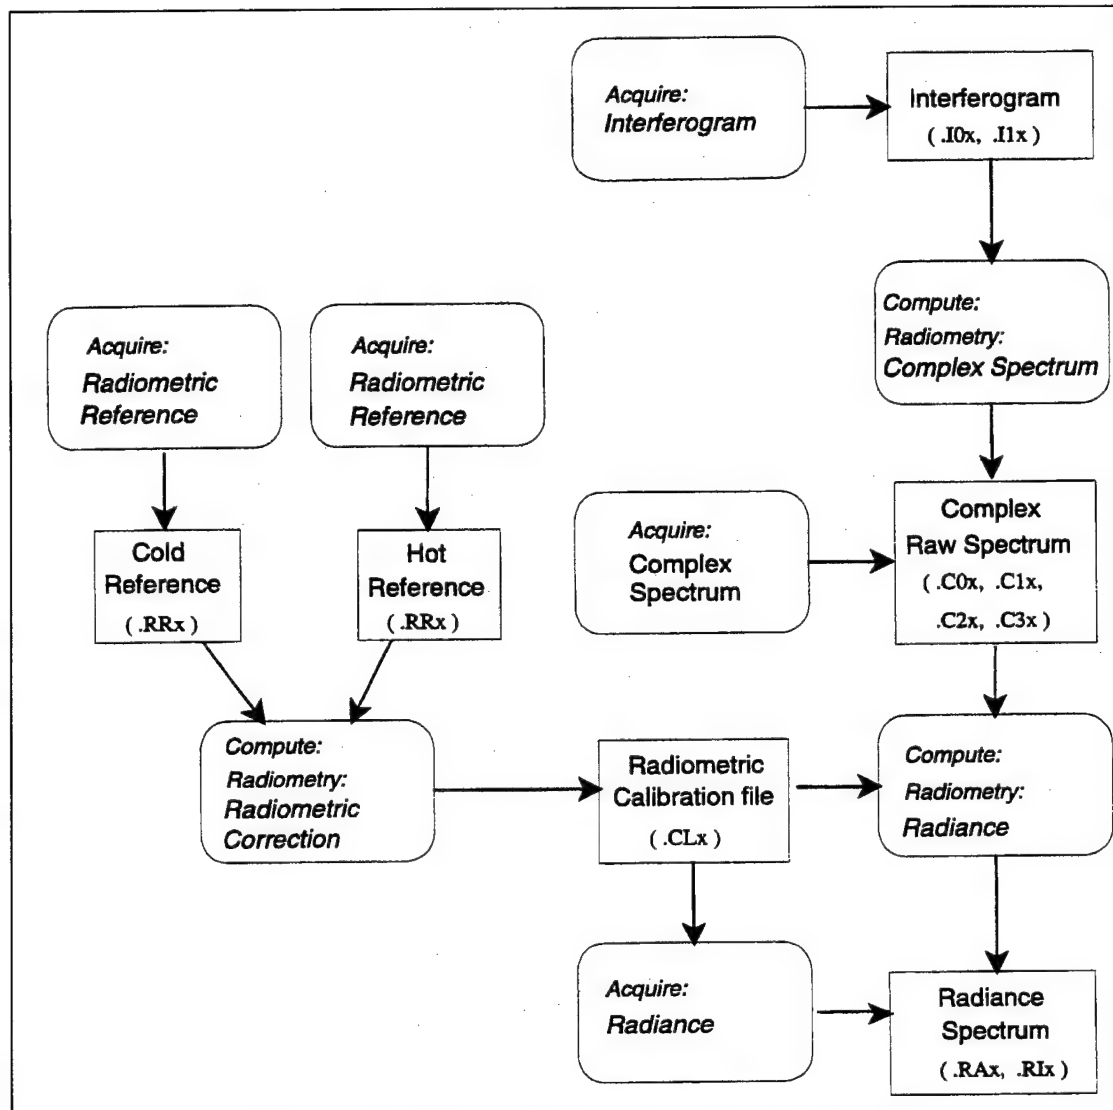 Acquire:
Interferogram
Interferogram
( .I0x, .I1x )
Compute:
Radiometry:
Complex Spectrum
Acquire:
Radiometric
Reference
Acquire:
Radiometric
Reference
Cold
Reference
( .RRx )
Hot
Reference
( .RRx )
Acquire:
Complex
Spectrum
Complex
Raw Spectrum
( .C0x, .C1x,
.C2x, .C3x )
Compute:
Radiometry:
Radiometric
Correction
Radiometric
Calibration file
( .CLx )
Compute:
Radiometry:
Radiance
Acquire:
Radiance
Radiance
Spectrum
( .RAx, .RIx )